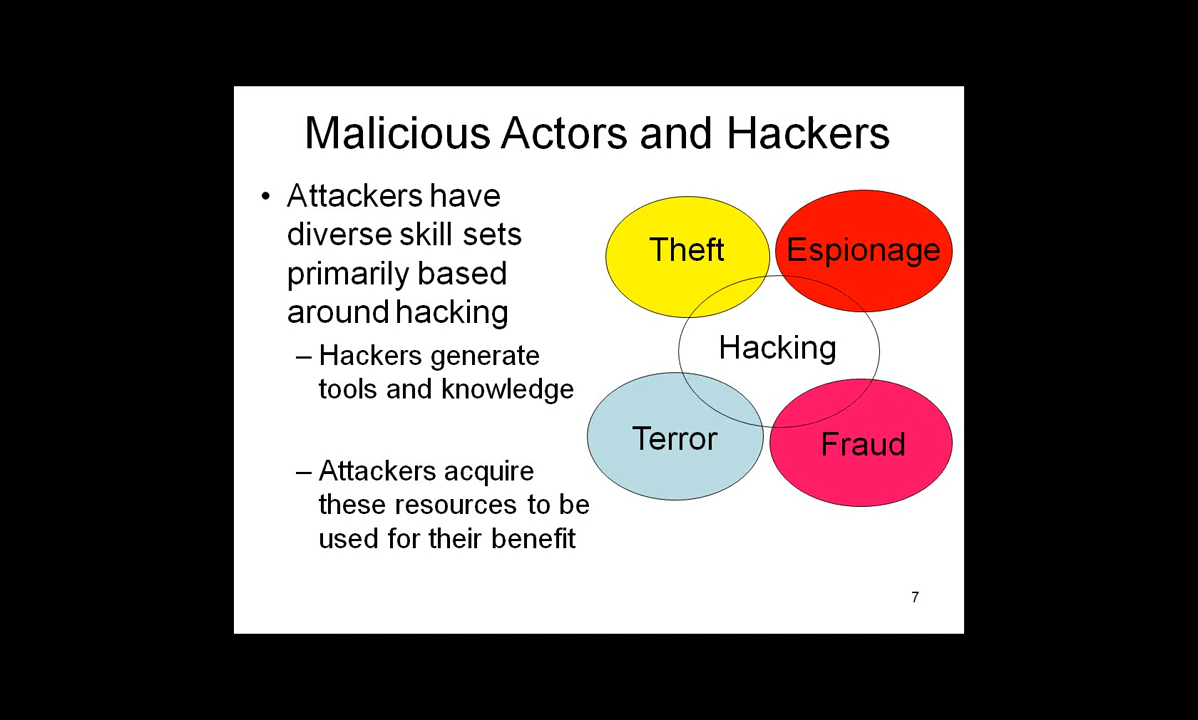 Malicious Actors and Hackers
• Attackers have
diverse skill sets
primarily based
around hacking
– Hackers generate
tools and knowledge
– Attackers acquire
these resources to be
used for their benefit
Theft
Espionage
Hacking
Terror
Fraud
7